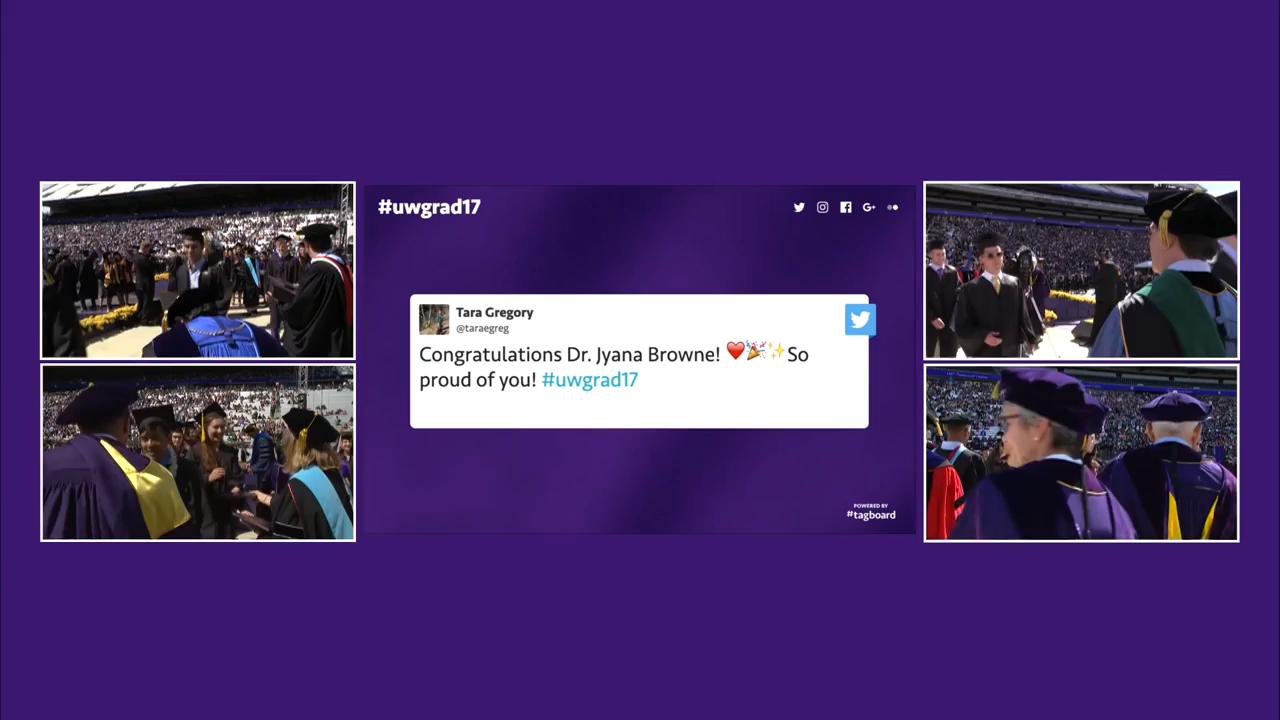 #uwgrad17
Tara Gregory
@taraegreg
Congratulations Dr. Jyana Browne! ❤️🎉✨So
proud of you! #uwgrad17
POWERED BY
#tagboard